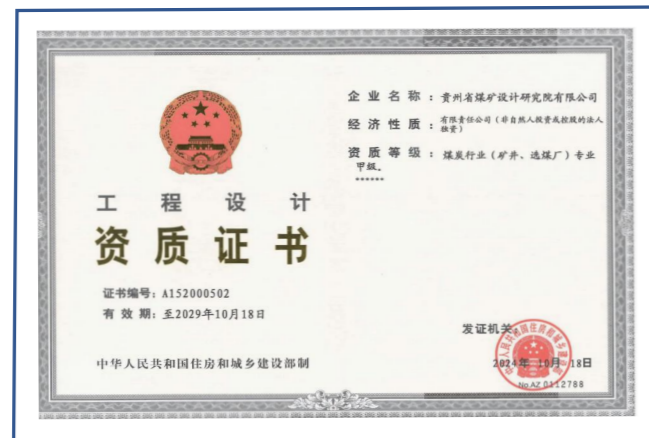 企业名称：贵州省煤矿设计研究院有限公司
经济性质：有限责任公司（非自然人投资或控股的法人
独资）
资质等级：煤炭行业（矿井、选煤厂）专业
甲级。
******
工程设计
资质证书
证书编号：A152000502
有效期：至2029年10月18日
中华人民共和国住房和城乡建设部制
发证机关
2024年 10月 18日
No.AZ 0112788